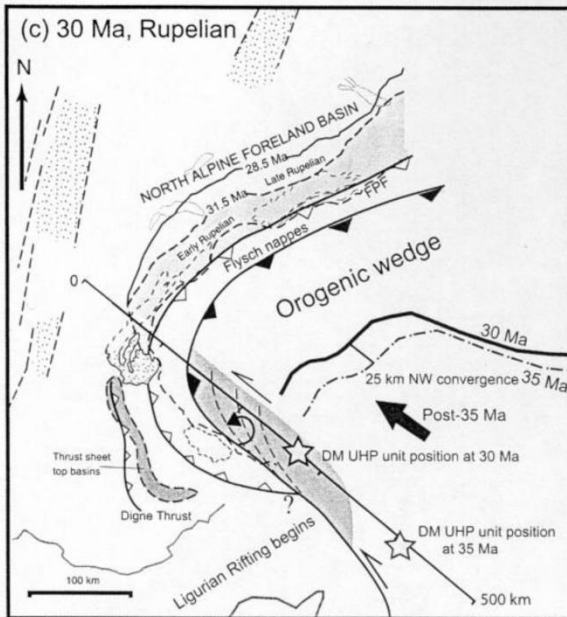 (c) 30 Ma, Rupelian
N
NORTH ALPINE FORELAND BASIN
28.5 Ma
Late Rupelian
31.5 Ma
Early Rupelian
FPF
Flysch nappes
Orogenic wedge
0
30 Ma
35 Ma
25 km NW convergence
Post-35 Ma
DM UHP unit position at 30 Ma
Thrust sheet
top basins
Digne Thrust
?
DM UHP unit position
at 35 Ma
Ligurian Rifting begins
100 km
500 km